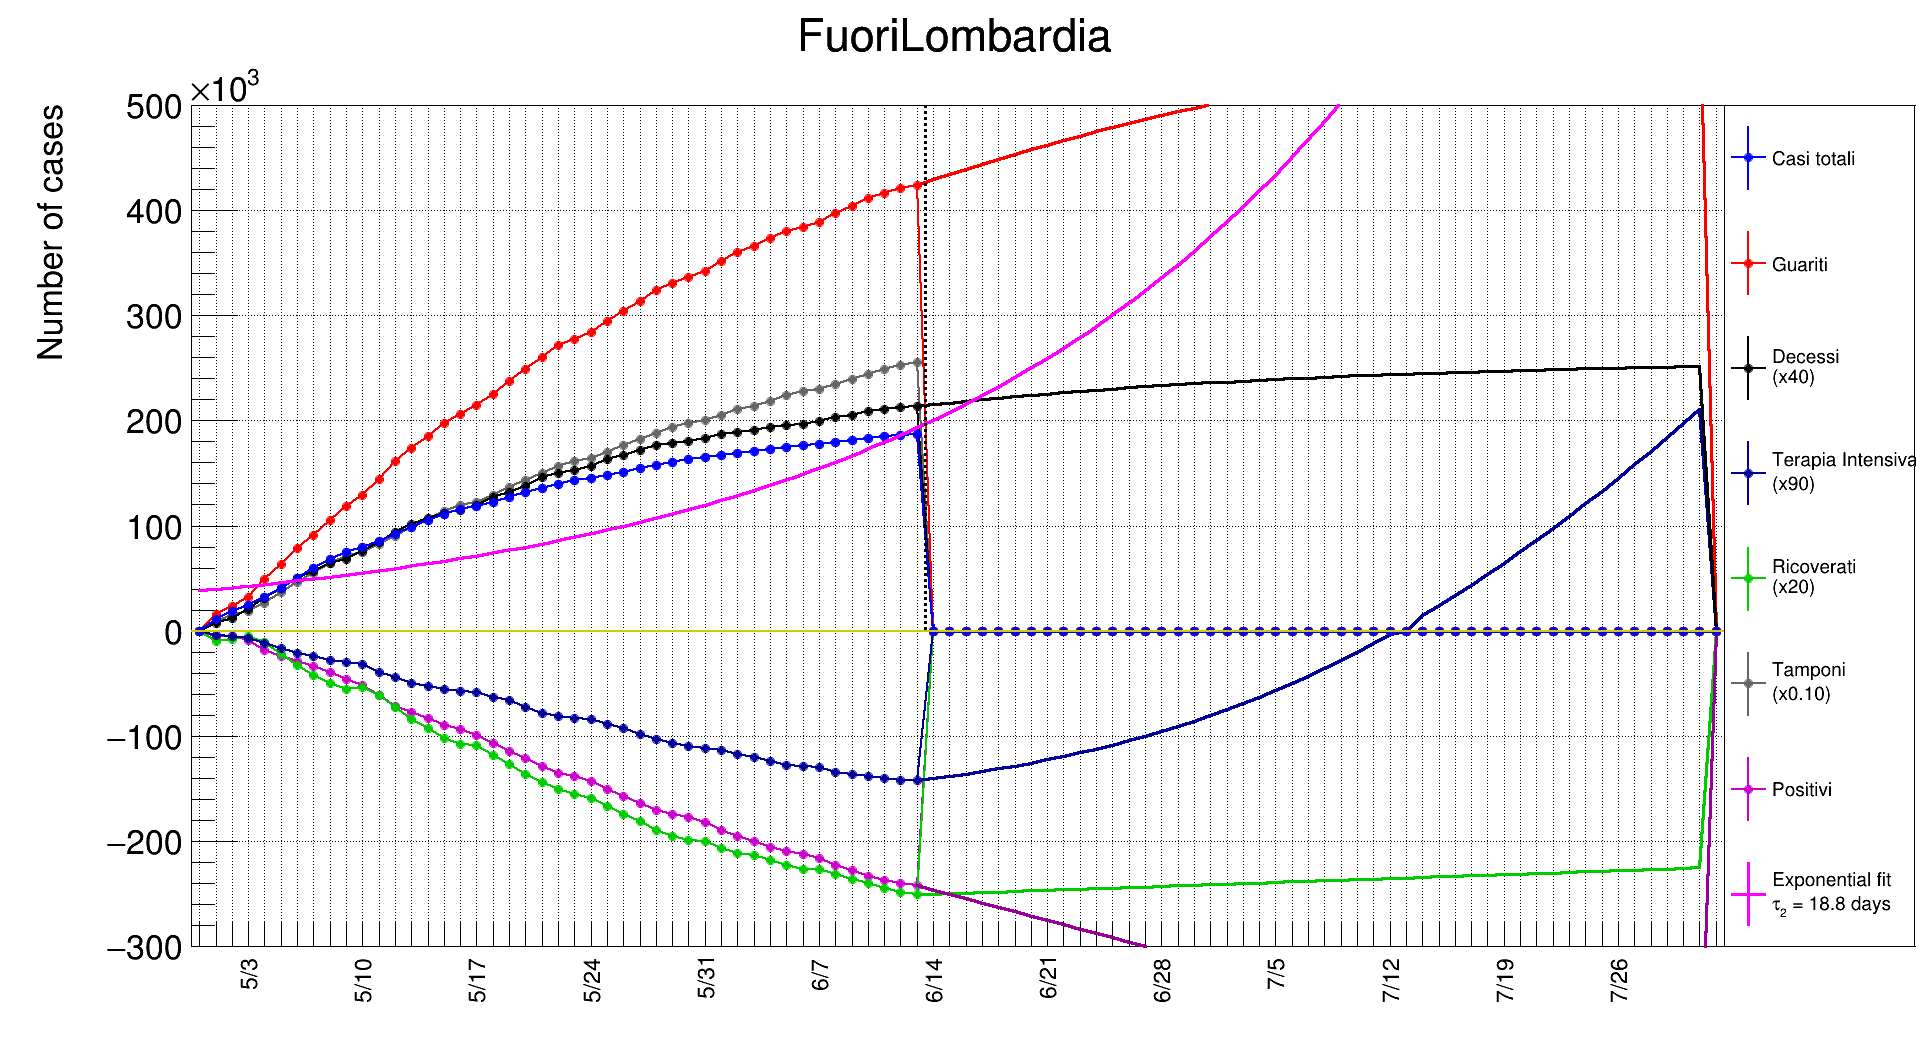 FuoriLombardia
×10³
Number of cases
500
400
300
200
100
0
−100
−200
−300
5/3
5/10
5/17
5/24
5/31
6/7
6/14
6/21
6/28
7/5
7/12
7/19
7/26
Casi totali
Guariti
Decessi
(x40)
Terapia Intensiva
(x90)
Ricoverati
(x20)
Tamponi
(x0.10)
Positivi
Exponential fit
τ₂ = 18.8 days